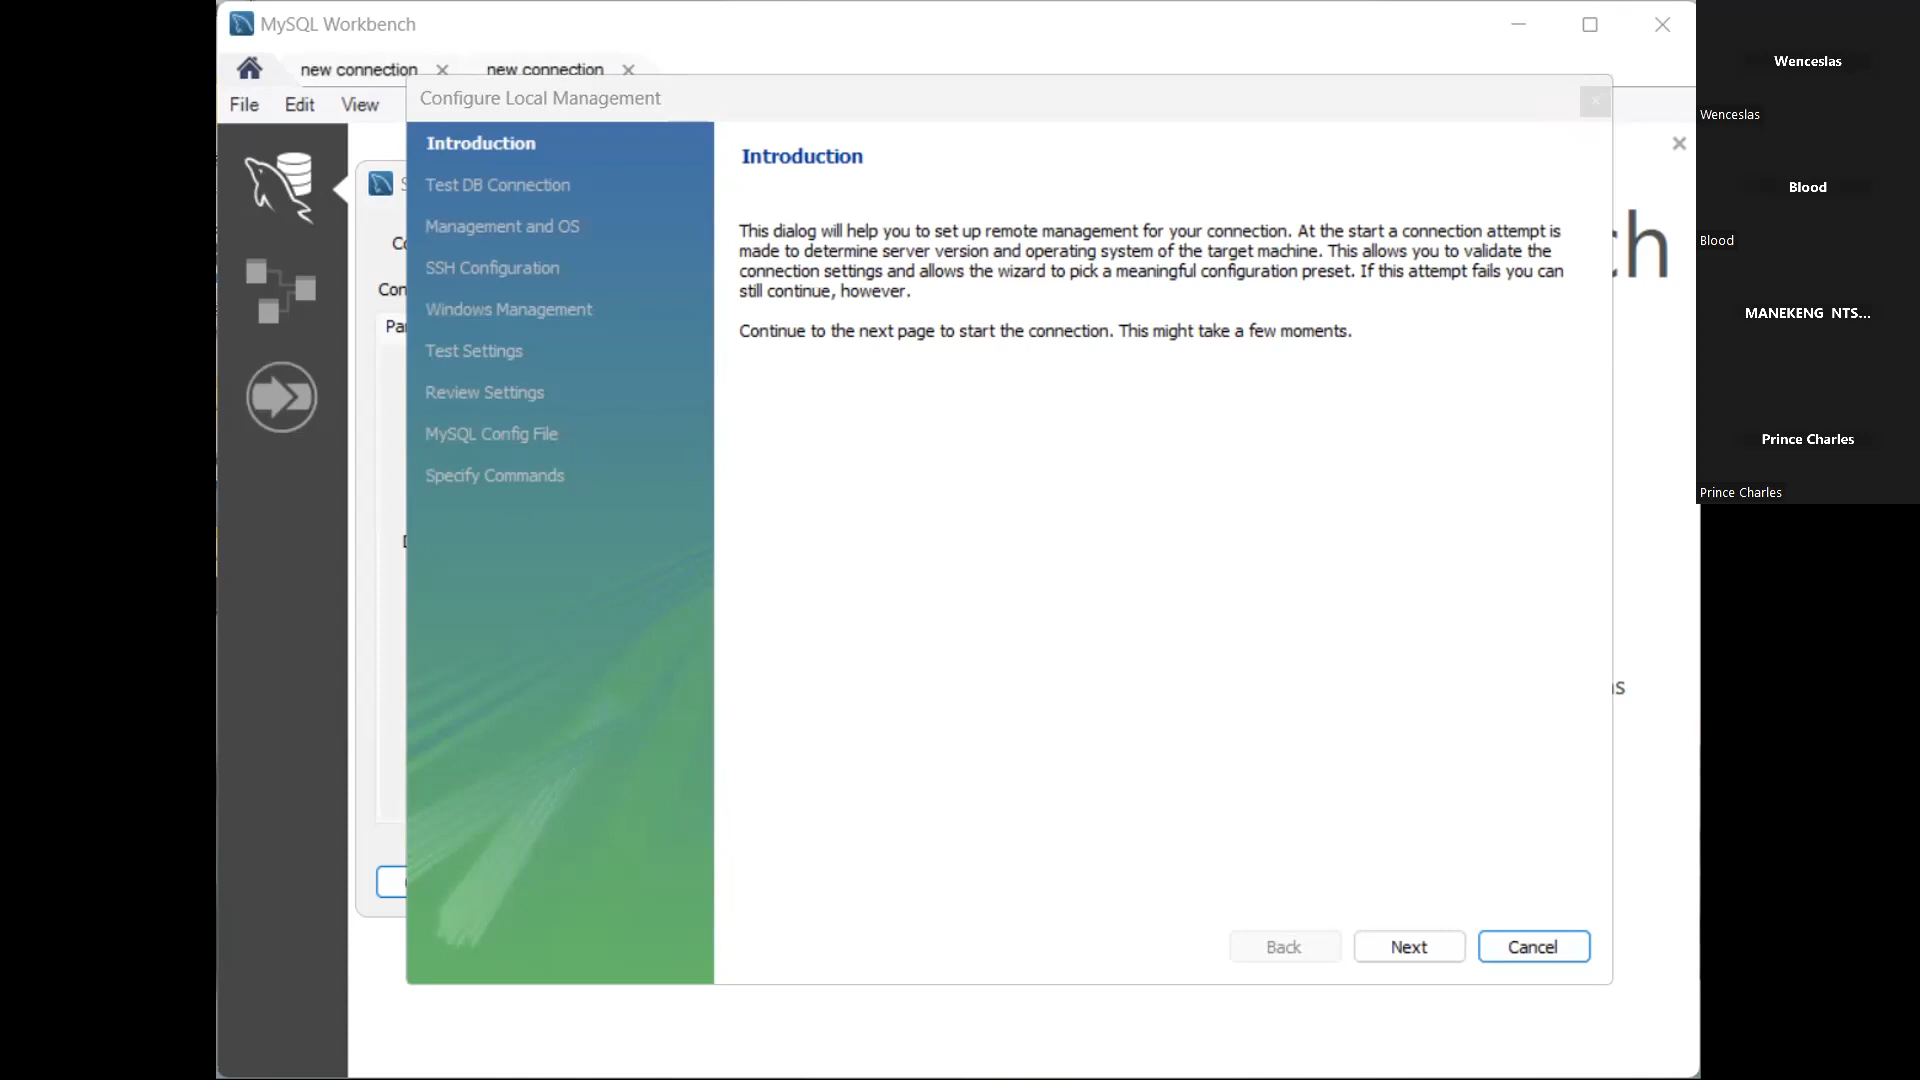 MySQL Workbench
new connection
new connection
File Edit View
Configure Local Management
Introduction
Test DB Connection
Management and OS
SSH Configuration
Windows Management
Test Settings
Review Settings
MySQL Config File
Specify Commands
Introduction
This dialog will help you to set up remote management for your connection. At the start a connection attempt is
made to determine server version and operating system of the target machine. This allows you to validate the
connection settings and allows the wizard to pick a meaningful configuration preset. If this attempt fails you can
still continue, however.
Continue to the next page to start the connection. This might take a few moments.
Back Next Cancel
Wenceslas
Wenceslas
Blood
Blood
MANEKENG NTS...
Prince Charles
Prince Charles